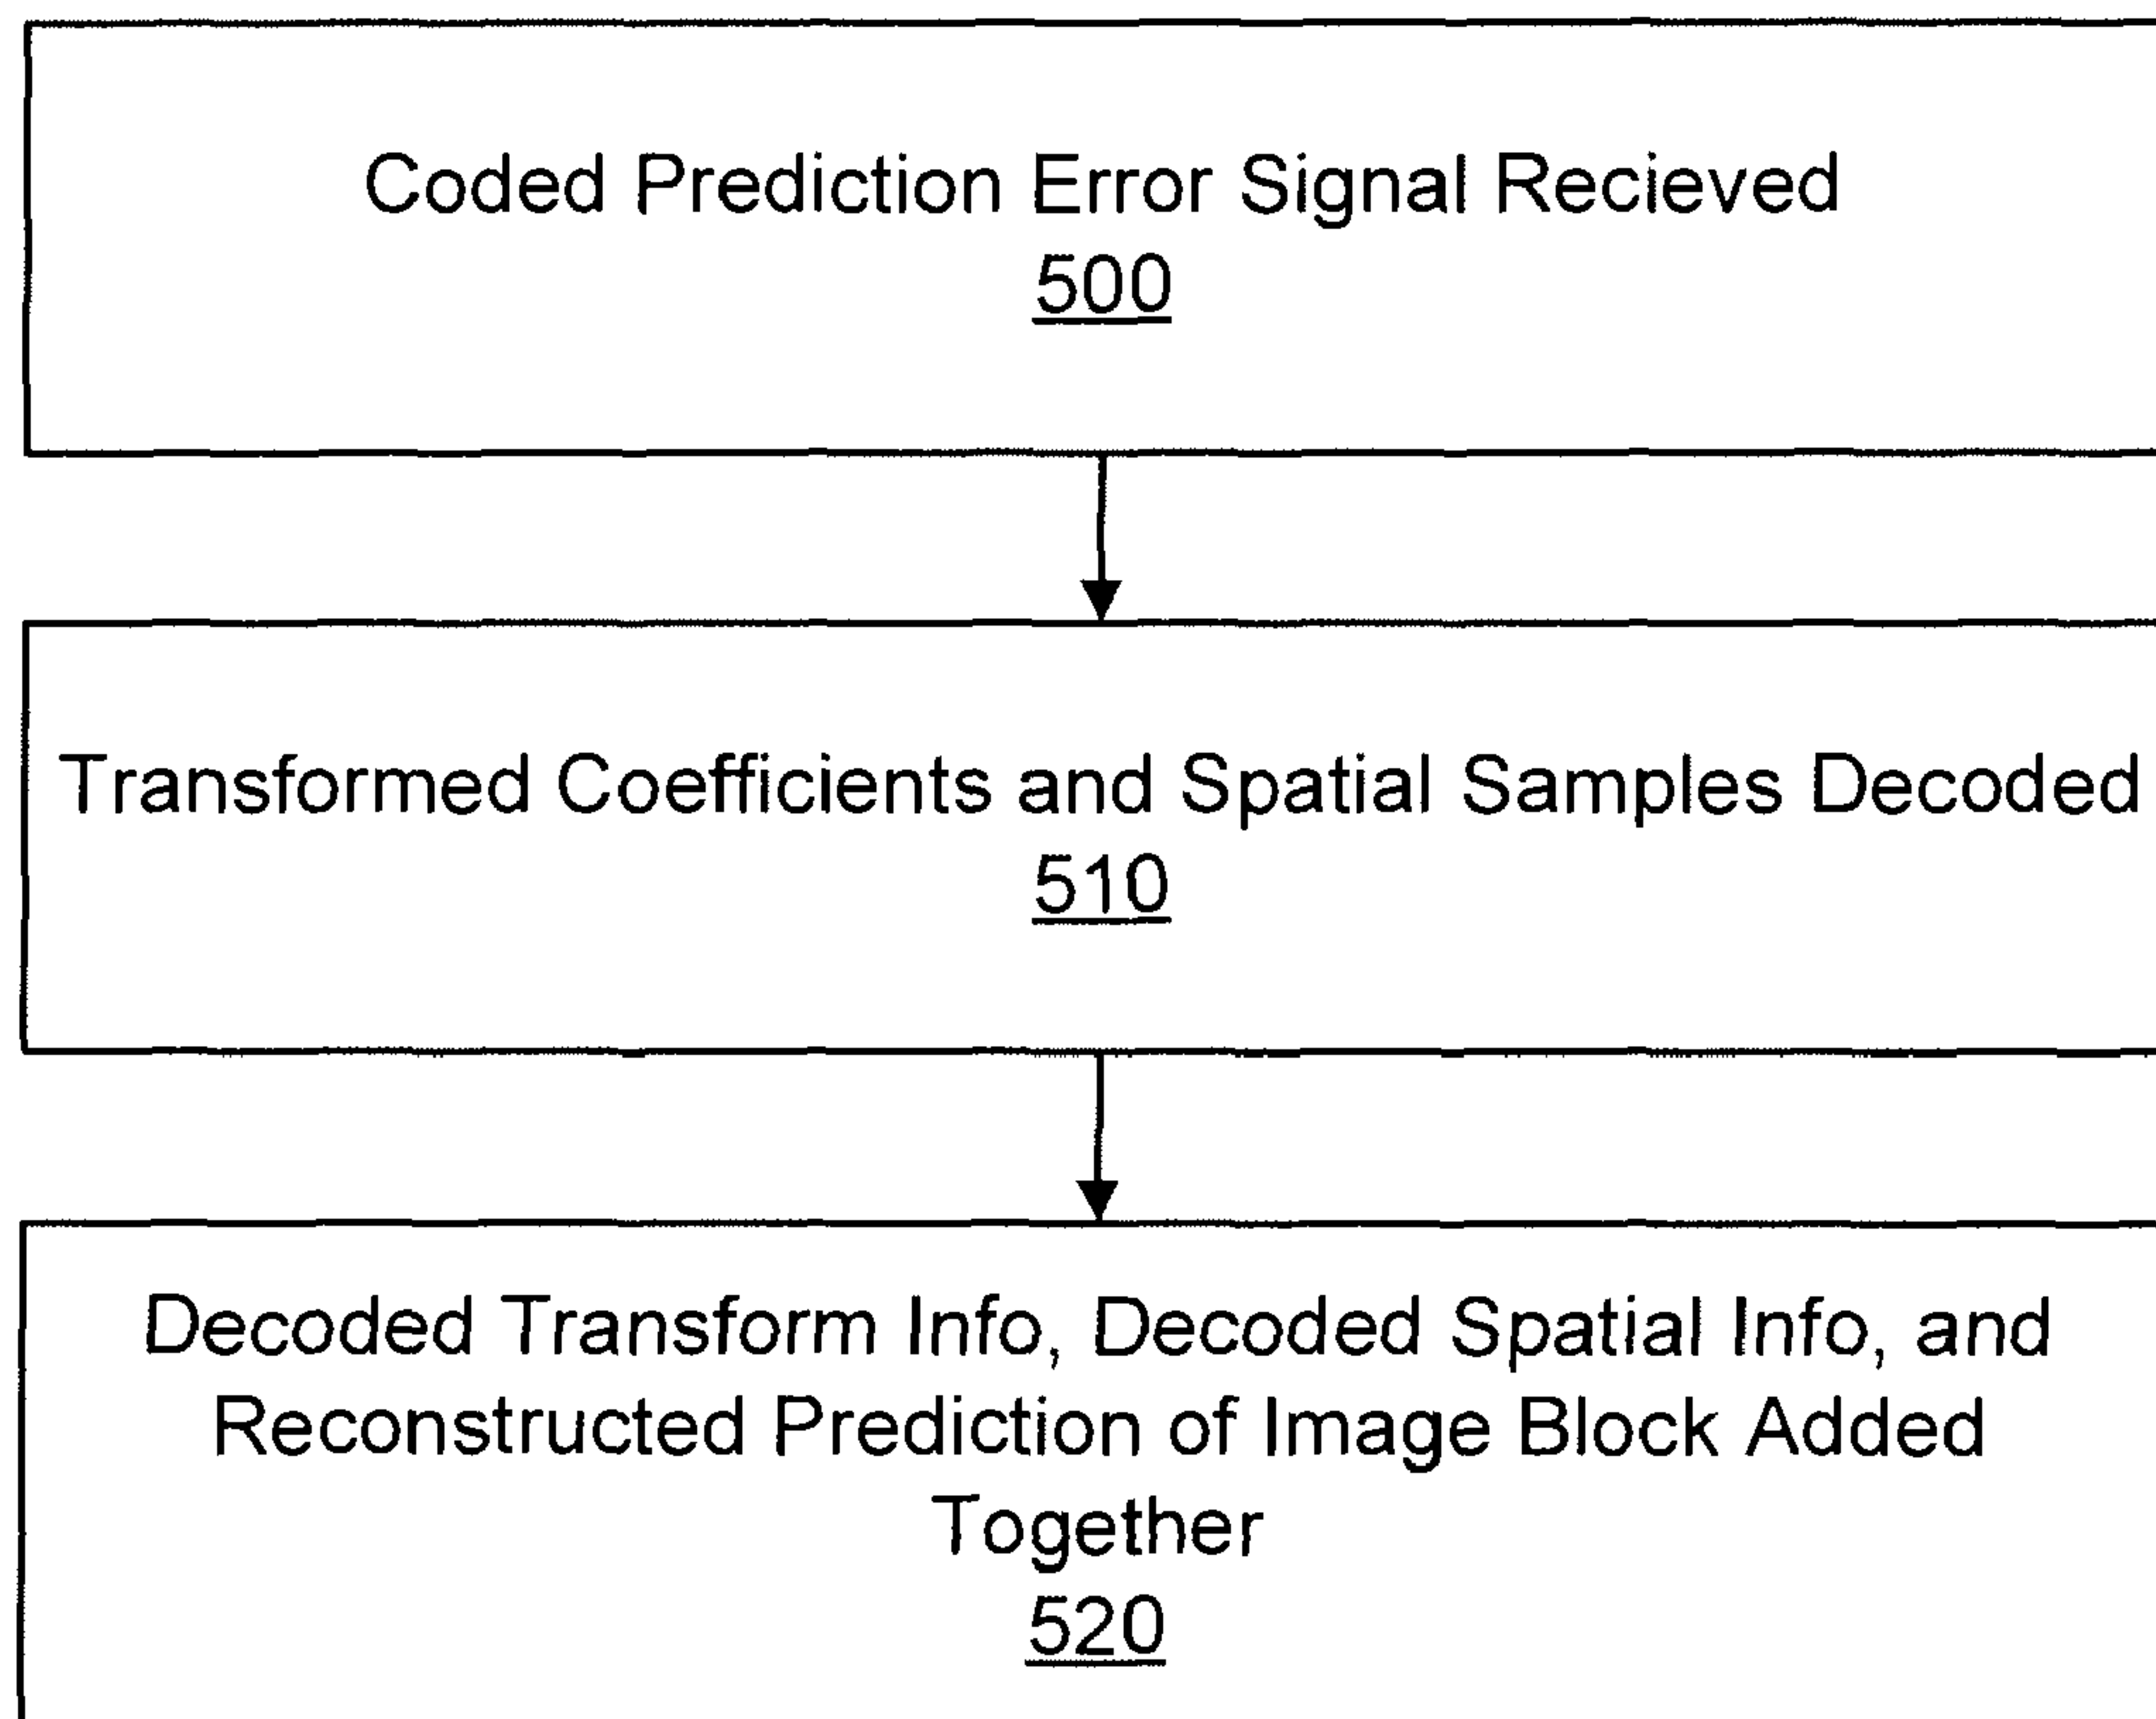 Coded Prediction Error Signal Recieved
500
Transformed Coefficients and Spatial Samples Decoded
510
Decoded Transform Info, Decoded Spatial Info, and
Reconstructed Prediction of Image Block Added
Together
520